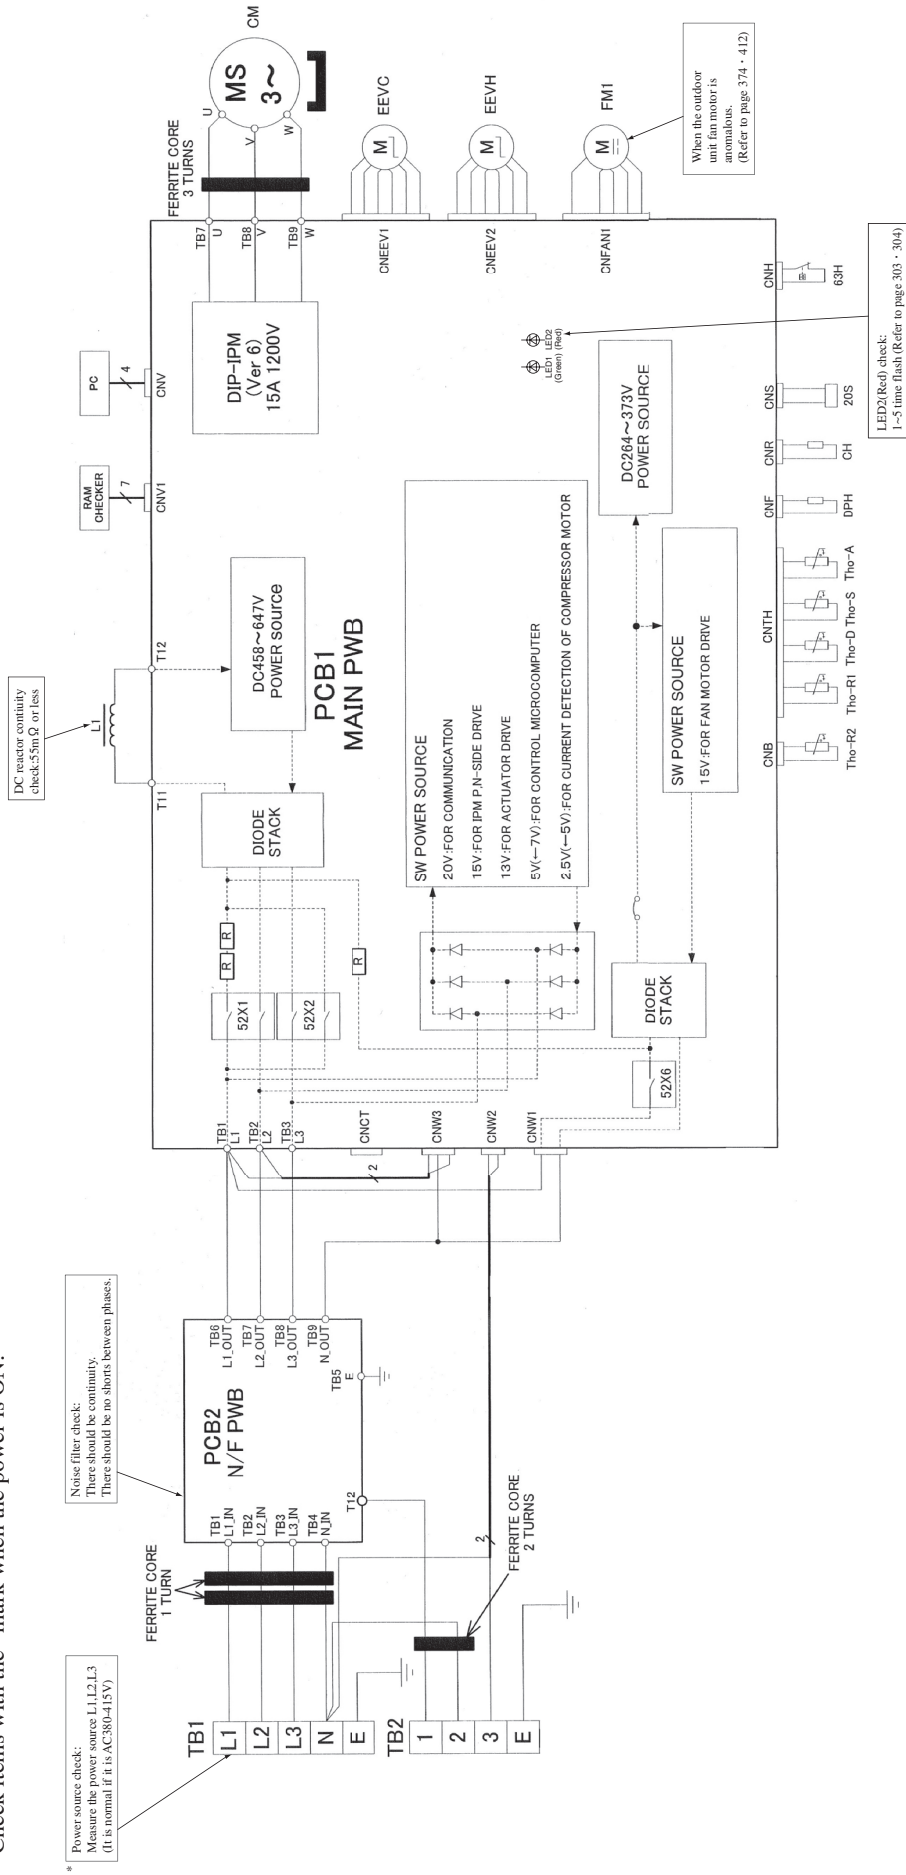 Check items with the * mark when the power is ON.
*
Power source check:
Measure the power source L1,L2,L3
(It is normal if it is AC380-415V)
Noise filter check:
There should be continuity.
There should be no shorts between phases.
DC reactor contiuity
check:55m Ω or less
TB1
L1
L2
L3
N
E
TB2
1
2
3
E
FERRITE CORE
1 TURN
FERRITE CORE
2 TURNS
2
PCB2
N/F PWB
TB1
L1_IN
TB2
L2_IN
TB3
L3_IN
TB4
N_IN
T12
TB5
E
TB6
L1_OUT
TB7
L2_OUT
TB8
L3_OUT
TB9
N_OUT
2
TB1
L1
TB2
L2
TB3
L3
CNCT
CNW3
CNW2
CNW1
52X1
52X2
52X6
R
R
R
DIODE
STACK
DIODE
STACK
T11
L1
T12
DC458～647V
POWER source
PCB1
MAIN PWB
SW POWER SOURCE
20V:FOR COMMUNICATION
15V:FOR IPM P,N-SIDE DRIVE
13V:FOR ACTUATOR DRIVE
5V(←7V):FOR CONTROL MICROCOMPUTER
2.5V(←5V):FOR CURRENT DETECTION OF COMPRESSOR MOTOR
SW POWER SOURCE
15V:FOR FAN MOTOR DRIVE
DC264～373V
POWER SOURCE
RAM
CHECKER
7
CNV1
PC
4
CNV
DIP-IPM
(Ver 6)
15A 1200V
LED1
(Green)
LED2
(Red)
TB7
U
TB8
V
TB9
W
FERRITE CORE
3 TURNS
U
V
W
MS
3～
CM
CNEEV1
M
EEVC
CNEEV2
M
EEVH
CNFAN1
M
FM1
When the outdoor
unit fan motor is
anomalous.
(Refer to page 374・412)
LED2(Red) check:
1~5 time flash (Refer to page 303・304)
CNB
CNTH
CNF
CNR
CNS
CNH
Tho-R2
Tho-R1
Tho-D
Tho-S
Tho-A
DPH
CH
20S
63H